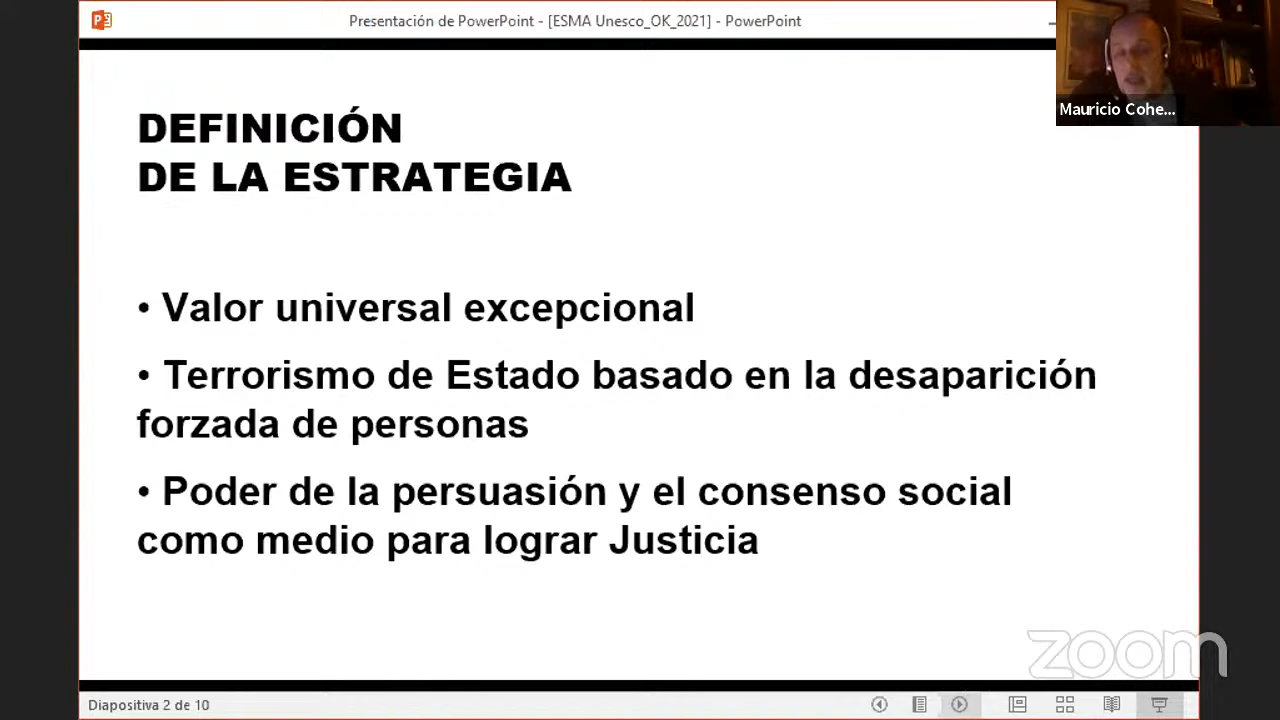 Presentación de PowerPoint - [ESMA Unesco_OK_2021] - PowerPoint
Mauricio Cohe...
DEFINICIÓN
DE LA ESTRATEGIA
• Valor universal excepcional
• Terrorismo de Estado basado en la desaparición
forzada de personas
• Poder de la persuasión y el consenso social
como medio para lograr Justicia
zoom
Diapositiva 2 de 10